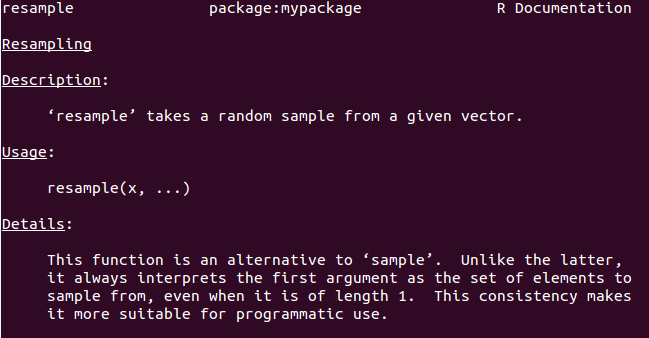 resample package:mypackage R Documentation
Resampling
Description:
‘resample’ takes a random sample from a given vector.
Usage:
resample(x, ...)
Details:
This function is an alternative to ‘sample’.  Unlike the latter,
it always interprets the first argument as the set of elements to
sample from, even when it is of length 1.  This consistency makes
it more suitable for programmatic use.